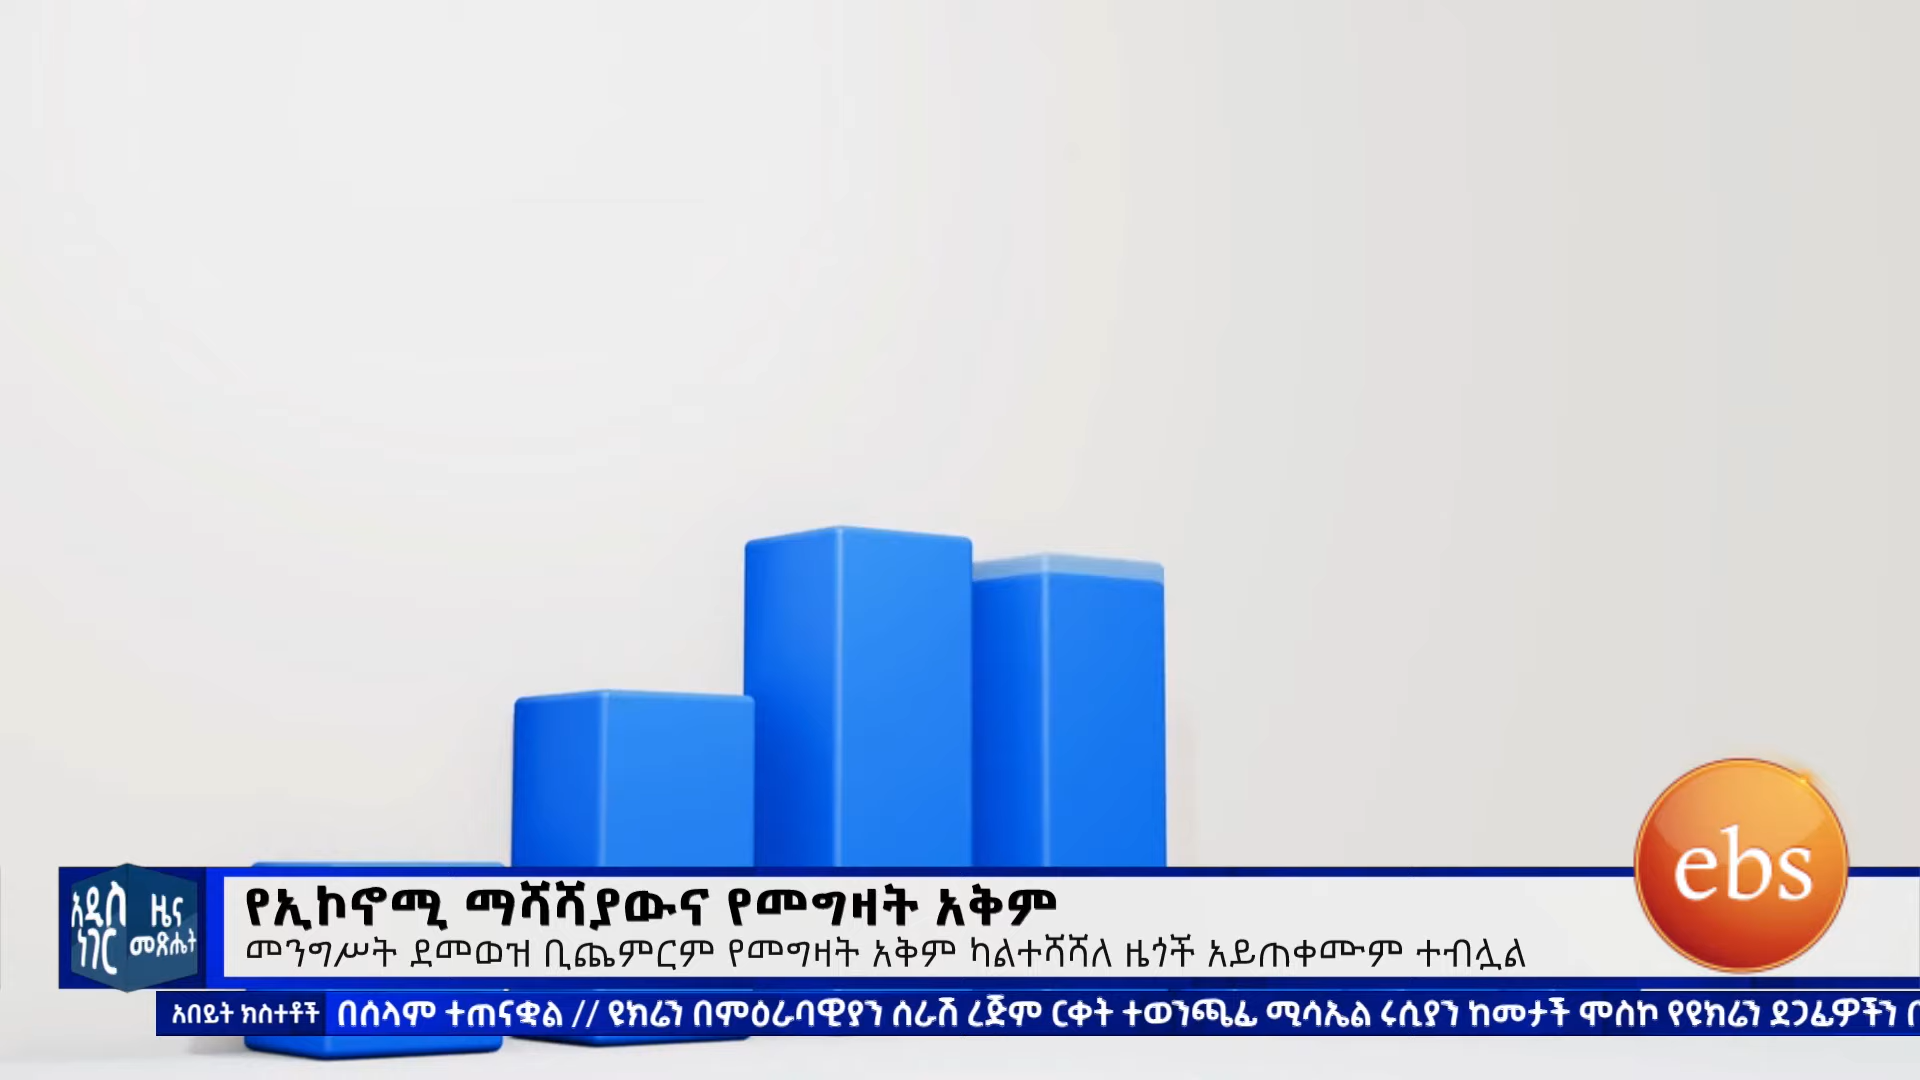 የኢኮኖሚ ማሻሻያውና የመግዛት አቅም
መንግሥት ደመወዝ ቢጨምርም የመግዛት አቅም ካልተሻሻለ ዜጎች አይጠቀሙም ተብሏል
አዲስ ነገር
ዜና መጽሔት
ebs
አበይት ክስተቶች
በሰላም ተጠናቋል // ዩክሬን በምዕራባዊያን ሰራሽ ረጅም ርቀት ተወንጫፊ ሚሳኤል ሩሲያን ከመታች ሞስኮ የዩክሬን ደጋፊዎችን በ